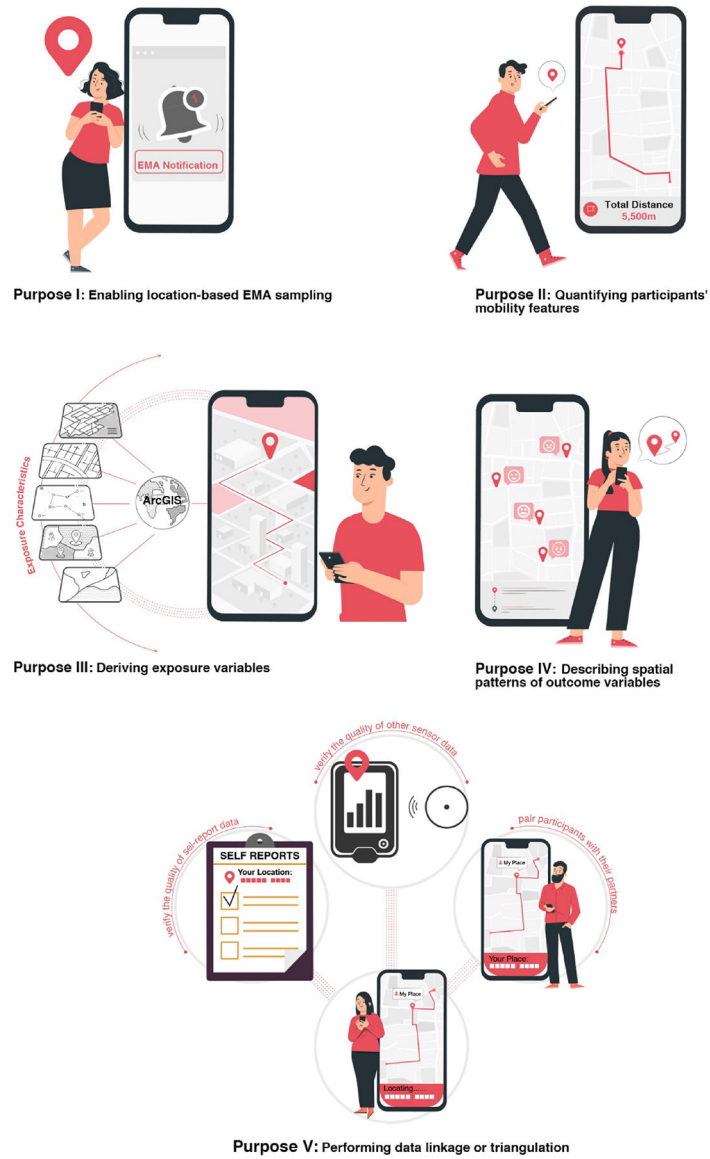 EMA Notification
Total Distance
5,500m
Purpose I: Enabling location-based EMA sampling
Purpose II: Quantifying participants'
mobility features
Exposure Characteristics
ArcGIS
Purpose III: Deriving exposure variables
Purpose IV: Describing spatial
patterns of outcome variables
verify the quality of other sensor data
verify the quality of sel-report data
pair participants with their partners
SELF REPORTS
Your Location:
My Place
Your Place:
My Place
Locating......
Purpose V: Performing data linkage or triangulation